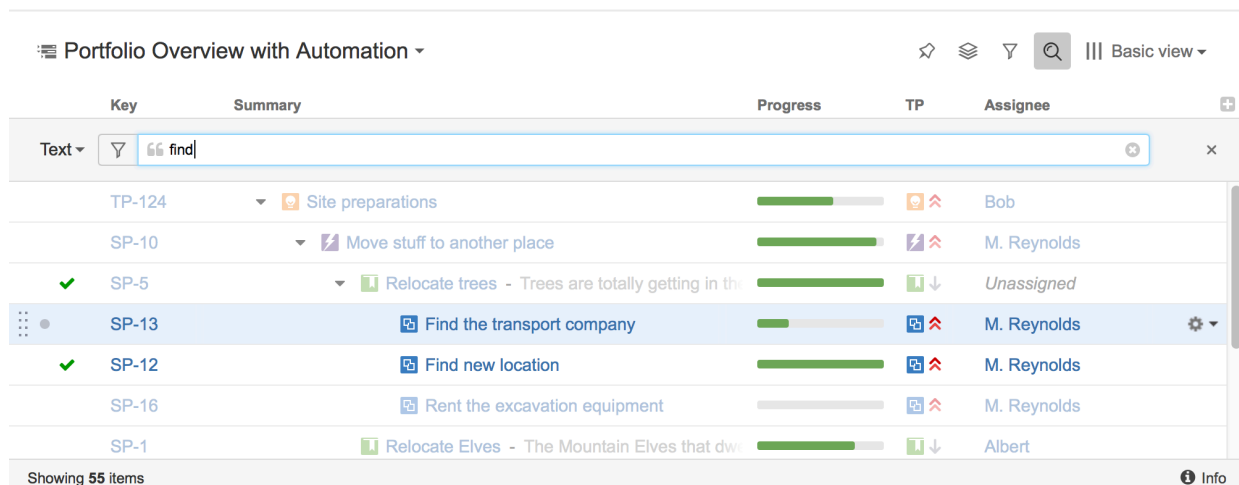 Portfolio Overview with Automation Basic view
Key Summary Progress TP Assignee
Text find
TP-124 Site preparations Bob
SP-10 Move stuff to another place M. Reynolds
SP-5 Relocate trees - Trees are totally getting in the Unassigned
SP-13 Find the transport company M. Reynolds
SP-12 Find new location M. Reynolds
SP-16 Rent the excavation equipment M. Reynolds
SP-1 Relocate Elves - The Mountain Elves that dwe Albert
Showing 55 items Info